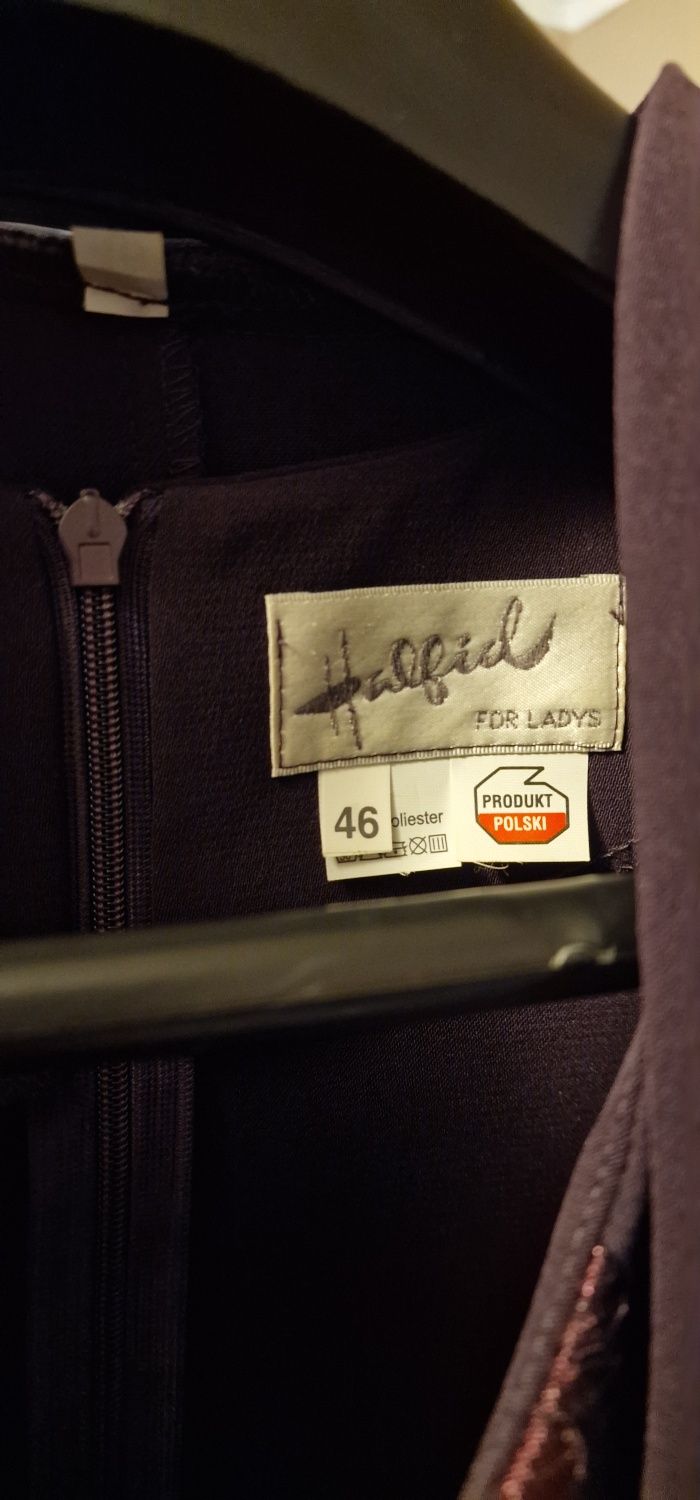 Halfid
FOR LADYS
46
oliester
PRODUKT
POLSKI